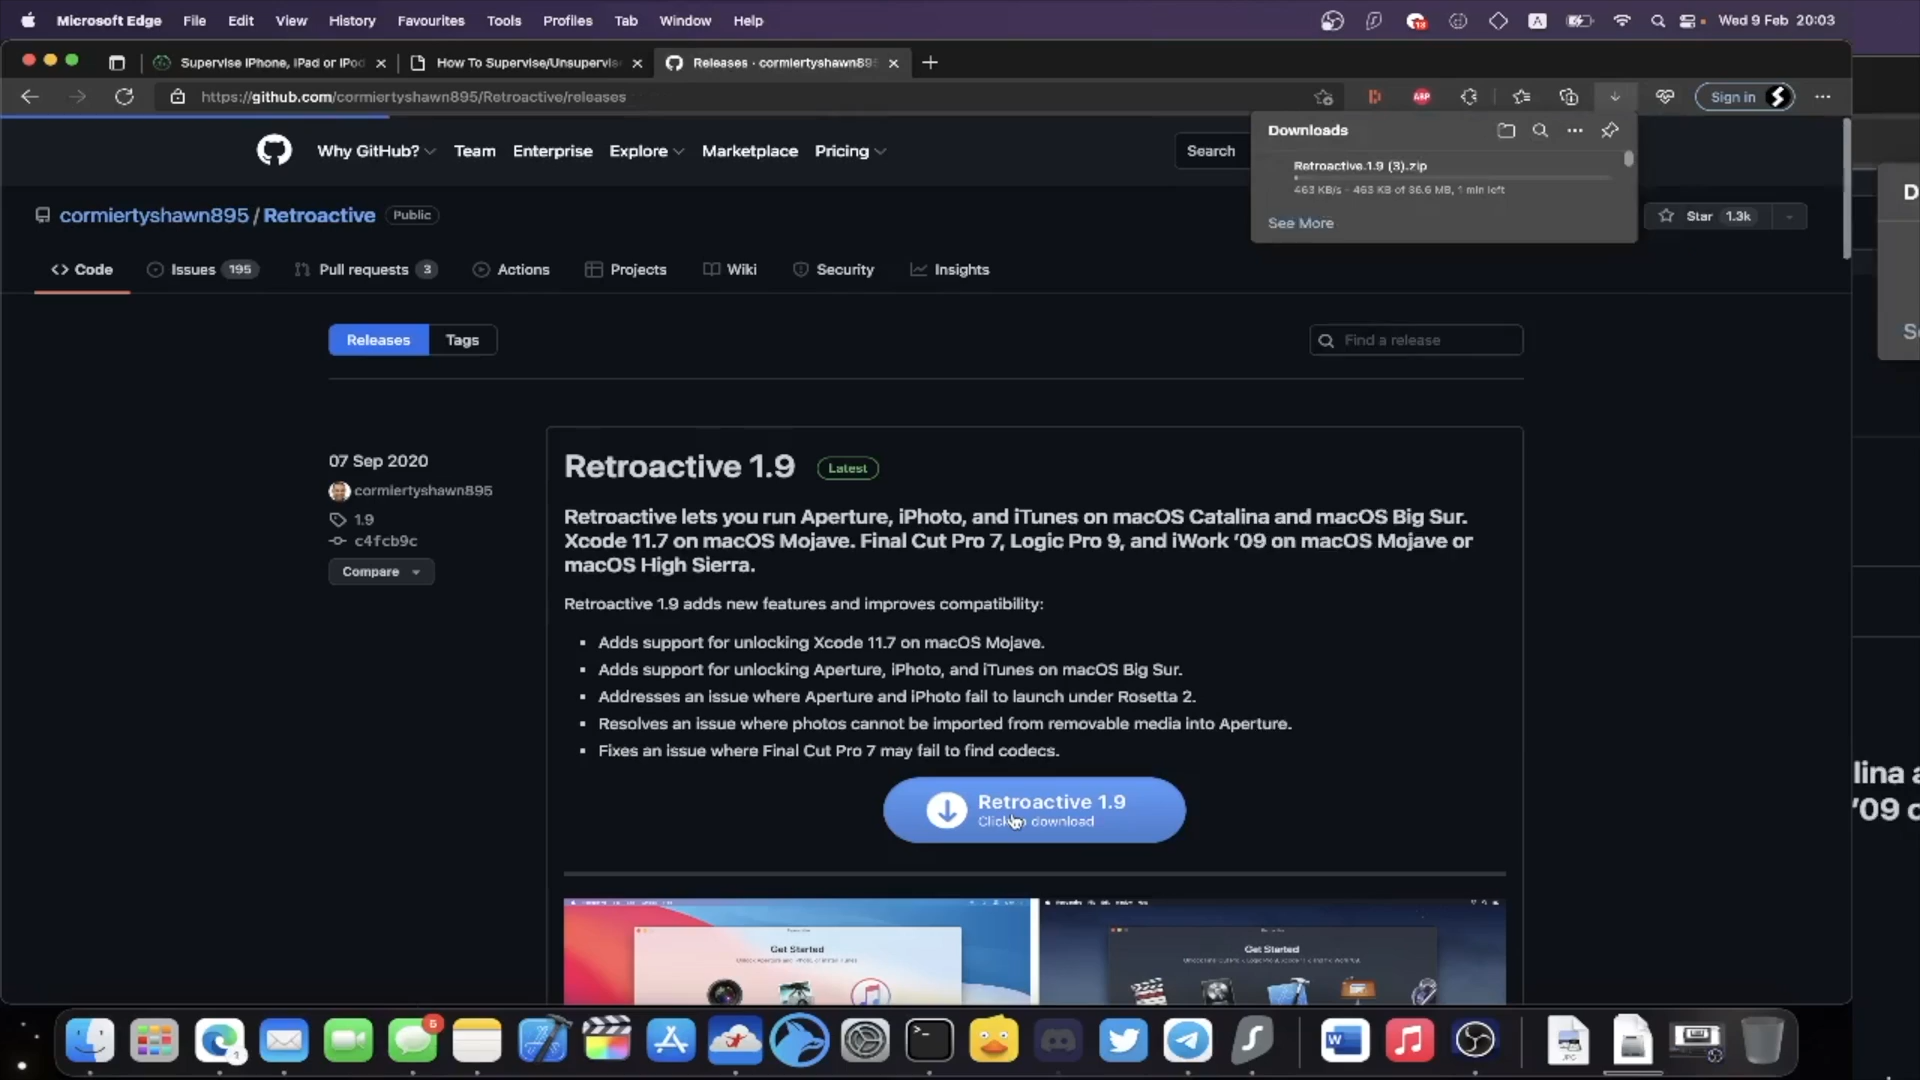 Microsoft Edge File Edit View History Favourites Tools Profiles Tab Window Help 18 A Wed 9 Feb 20:03
Supervise iPhone, iPad or iPod How To Supervise/Unsupervis Releases · cormiertyshawn895
https://github.com/cormiertyshawn895/Retroactive/releases ABP Sign in
Downloads
Retroactive.1.9 (3).zip
463 KB/s - 463 KB of 36.6 MB, 1 min left
See More
Why GitHub? Team Enterprise Explore Marketplace Pricing Search
cormiertyshawn895 / Retroactive Public Star 1.3k
Code Issues 195 Pull requests 3 Actions Projects Wiki Security Insights
Releases Tags Find a release
07 Sep 2020
cormiertyshawn895
1.9
c4fcb9c
Compare
Retroactive 1.9 Latest
Retroactive lets you run Aperture, iPhoto, and iTunes on macOS Catalina and macOS Big Sur.
Xcode 11.7 on macOS Mojave. Final Cut Pro 7, Logic Pro 9, and iWork ’09 on macOS Mojave or
macOS High Sierra.
Retroactive 1.9 adds new features and improves compatibility:
Adds support for unlocking Xcode 11.7 on macOS Mojave.
Adds support for unlocking Aperture, iPhoto, and iTunes on macOS Big Sur.
Addresses an issue where Aperture and iPhoto fail to launch under Rosetta 2.
Resolves an issue where photos cannot be imported from removable media into Aperture.
Fixes an issue where Final Cut Pro 7 may fail to find codecs.
Retroactive 1.9
Click download
lina a
’09 o
Get Started
Get Started
5
1
W
JPG